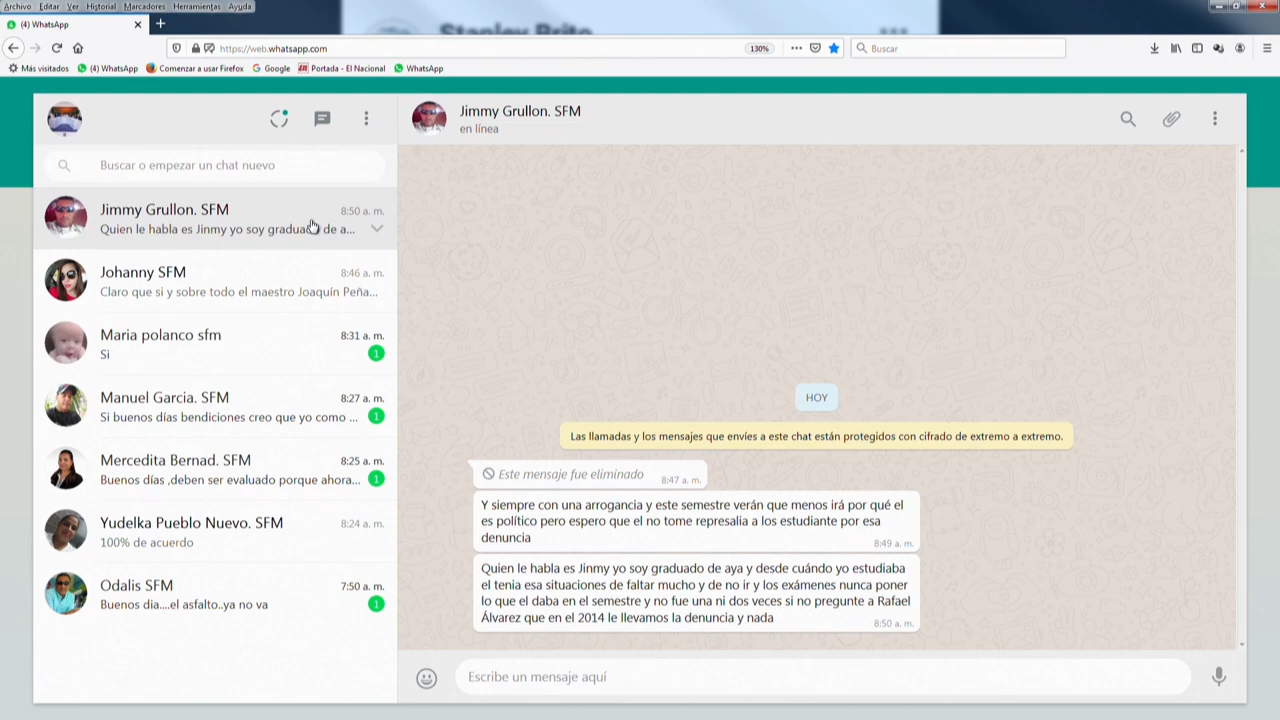 Archivo Editar Ver Historial Marcadores Herramientas Ayuda
(4) WhatsApp
Stanley Brito
https://web.whatsapp.com
130%
Buscar
Más visitados
(4) WhatsApp
Comenzar a usar Firefox
Google
Portada - El Nacional
WhatsApp
Buscar o empezar un chat nuevo
Jimmy Grullon. SFM
8:50 a. m.
Quien le habla es Jinmy yo soy graduado de a...
Johanny SFM
8:46 a. m.
Claro que si y sobre todo el maestro Joaquín Peña...
Maria polanco sfm
8:31 a. m.
Si
1
Manuel Garcia. SFM
8:27 a. m.
Si buenos días bendiciones creo que yo como ...
1
Mercedita Bernad. SFM
8:25 a. m.
Buenos días ,deben ser evaluado porque ahora...
1
Yudelka Pueblo Nuevo. SFM
8:24 a. m.
100% de acuerdo
Odalis SFM
7:50 a. m.
Buenos dia....el asfalto..ya no va
1
Jimmy Grullon. SFM
en línea
HOY
Las llamadas y los mensajes que envíes a este chat están protegidos con cifrado de extremo a extremo.
Este mensaje fue eliminado
8:47 a. m.
Y siempre con una arrogancia y este semestre verán que menos irá por qué el
es político pero espero que el no tome represalia a los estudiante por esa
denuncia
8:49 a. m.
Quien le habla es Jinmy yo soy graduado de aya y desde cuándo yo estudiaba
el tenia esa situaciones de faltar mucho y de no ir y los exámenes nunca poner
lo que el daba en el semestre y no fue una ni dos veces si no pregunte a Rafael
Álvarez que en el 2014 le llevamos la denuncia y nada
8:50 a. m.
Escribe un mensaje aquí